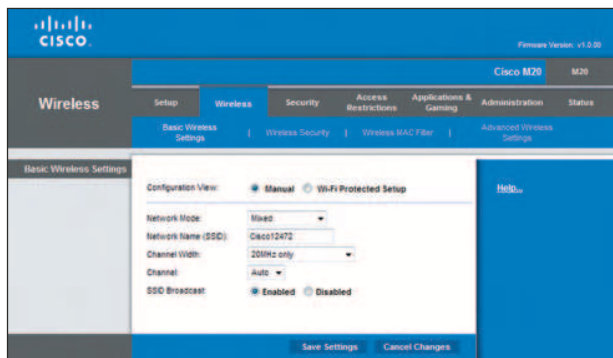 CISCO
Firmware Version: v1.0.00
Cisco M20
M20
Wireless
Setup
Wireless
Security
Access Restrictions
Applications & Gaming
Administration
Status
Basic Wireless Settings
|
Wireless Security
|
Wireless MAC Filter
|
Advanced Wireless Settings
Basic Wireless Settings
Configuration View: Manual Wi-Fi Protected Setup
Help...
Network Mode: Mixed
Network Name (SSID): Cisco12472
Channel Width: 20MHz only
Channel: Auto
SSID Broadcast: Enabled Disabled
Save Settings
Cancel Changes